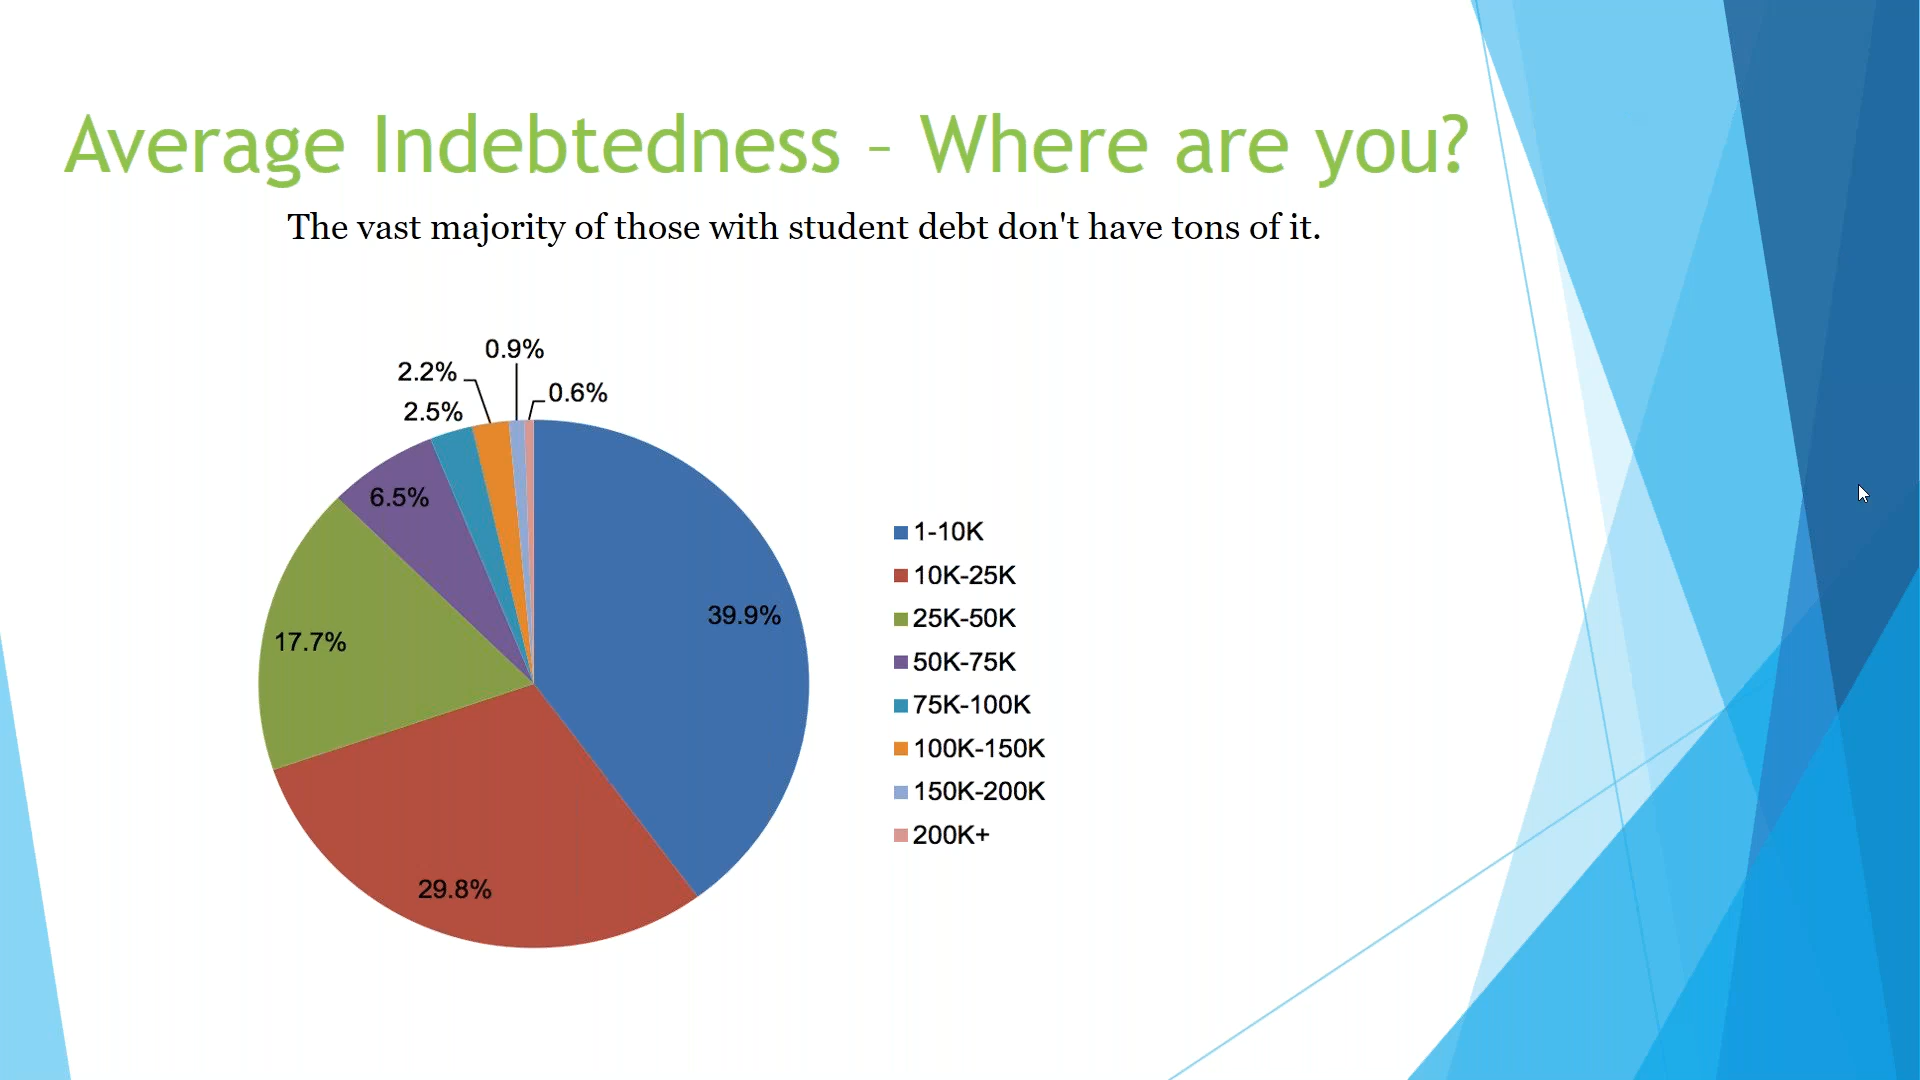 Average Indebtedness – Where are you?
The vast majority of those with student debt don't have tons of it.
0.9%
2.2%
0.6%
2.5%
6.5%
39.9%
17.7%
29.8%
1-10K
10K-25K
25K-50K
50K-75K
75K-100K
100K-150K
150K-200K
200K+